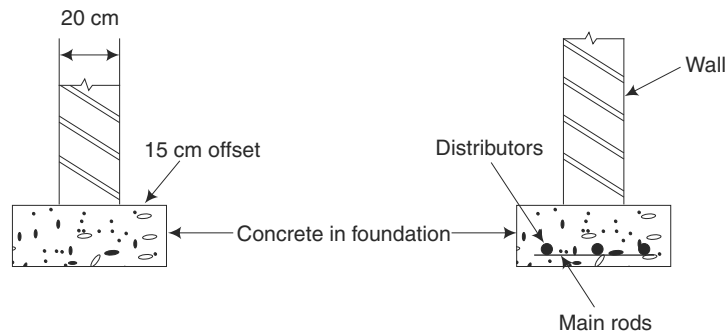 20 cm
Wall
15 cm offset
Distributors
Concrete in foundation
Main rods